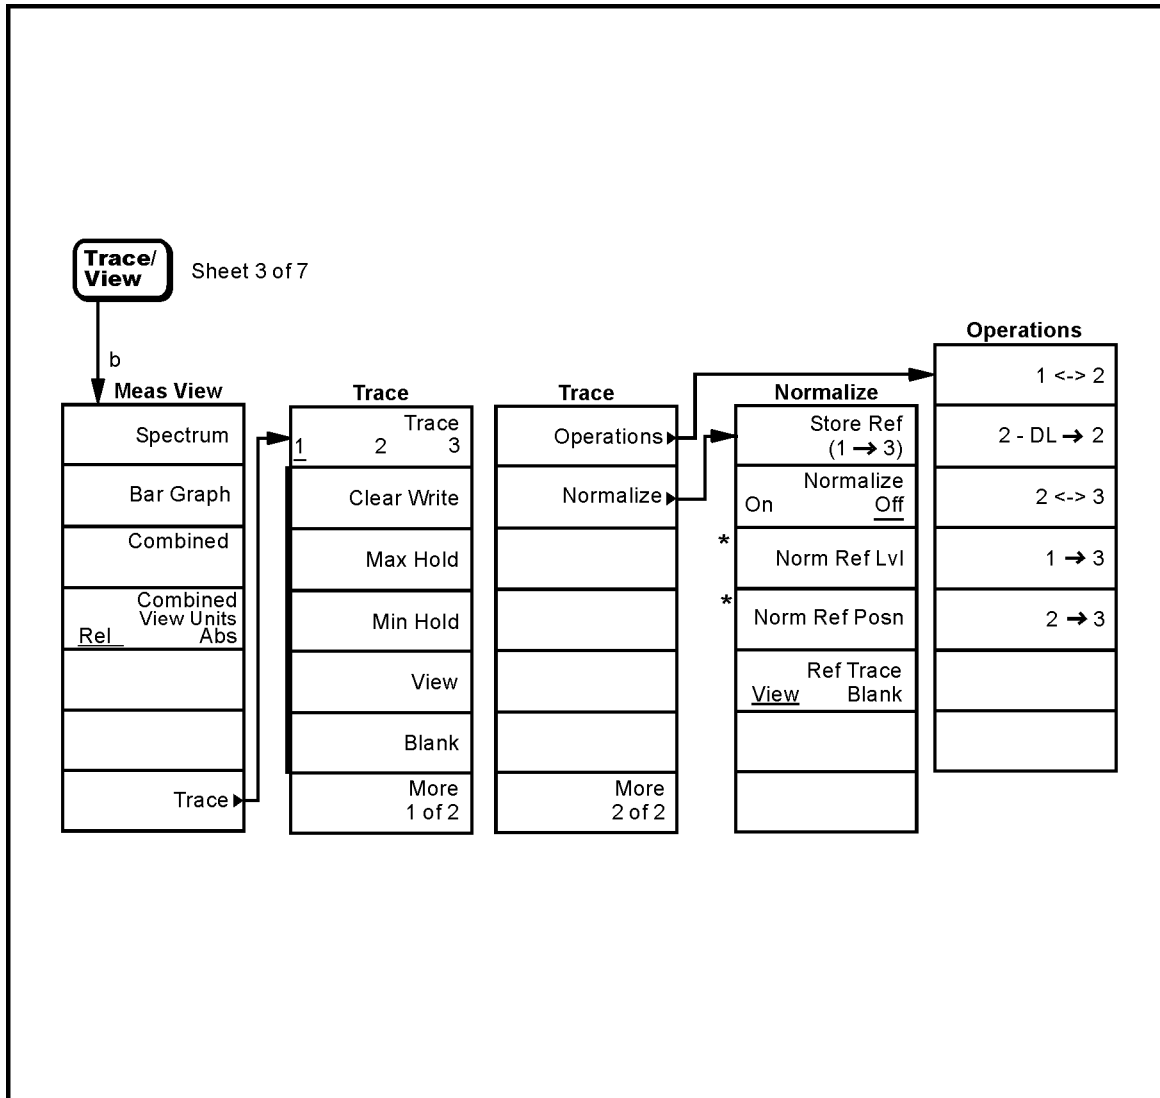 Trace/
View
Sheet 3 of 7
b
Meas View
Spectrum
Bar Graph
Combined
Combined
View Units
Rel Abs
Trace
Trace
Trace
1 2 3
Clear Write
Max Hold
Min Hold
View
Blank
More
1 of 2
Trace
Operations
Normalize
More
2 of 2
Normalize
Store Ref
(1 → 3)
Normalize
On Off
* Norm Ref Lvl
* Norm Ref Posn
Ref Trace
View Blank
Operations
1 <-> 2
2 - DL → 2
2 <-> 3
1 → 3
2 → 3